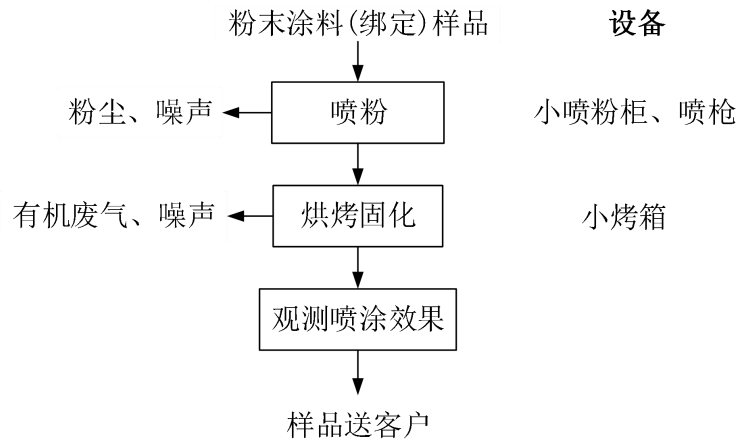 粉末涂料(绑定)样品 设备
粉尘、噪声 喷粉 小喷粉柜、喷枪
有机废气、噪声 烘烤固化 小烤箱
观测喷涂效果
样品送客户